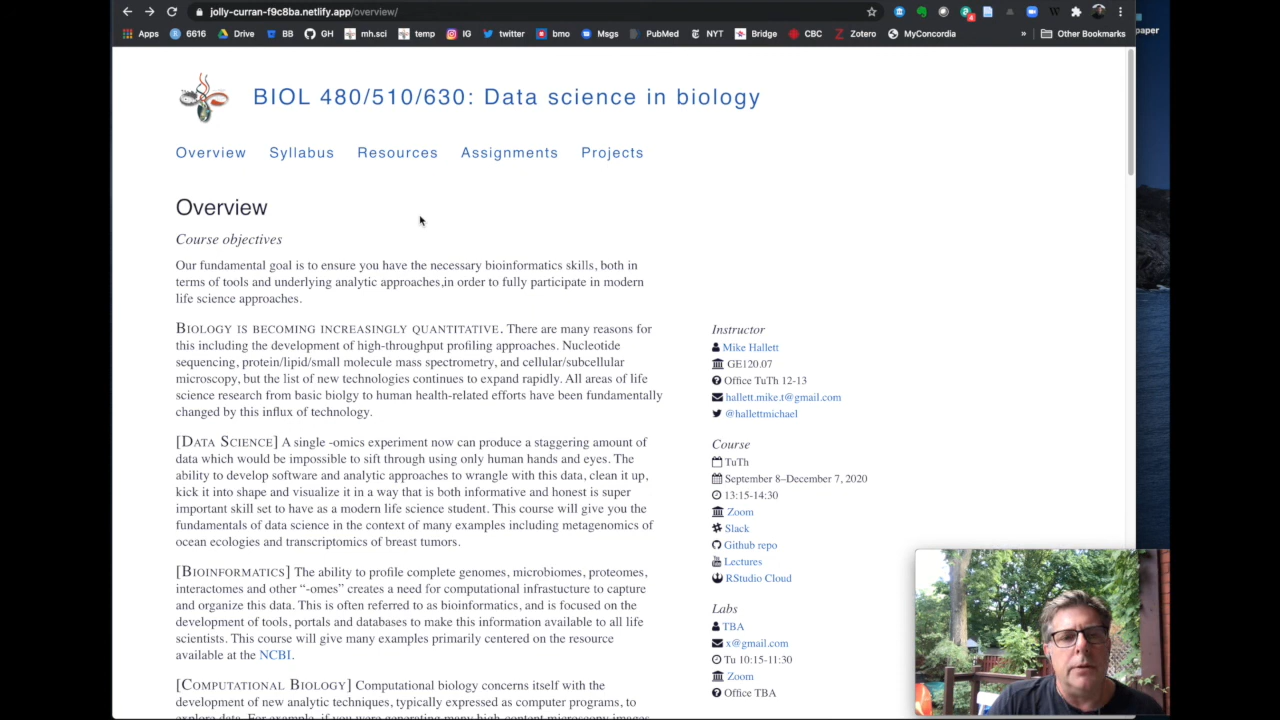 jolly-curran-f9c8ba.netlify.app/overview/
Apps 6616 Drive BB GH mh.sci temp IG twitter bmo Msgs PubMed NYT Bridge CBC Zotero MyConcordia » Other Bookmarks
paper
BIOL 480/510/630: Data science in biology
Overview Syllabus Resources Assignments Projects
Overview
Course objectives
Our fundamental goal is to ensure you have the necessary bioinformatics skills, both in
terms of tools and underlying analytic approaches,in order to fully participate in modern
life science approaches.
BIOLOGY IS BECOMING INCREASINGLY QUANTITATIVE. There are many reasons for
this including the development of high-throughput profiling approaches. Nucleotide
sequencing, protein/lipid/small molecule mass spectrometry, and cellular/subcellular
microscopy, but the list of new technologies continues to expand rapidly. All areas of life
science research from basic biolgy to human health-related efforts have been fundamentally
changed by this influx of technology.
[DATA SCIENCE] A single -omics experiment now can produce a staggering amount of
data which would be impossible to sift through using only human hands and eyes. The
ability to develop software and analytic approaches to wrangle with this data, clean it up,
kick it into shape and visualize it in a way that is both informative and honest is super
important skill set to have as a modern life science student. This course will give you the
fundamentals of data science in the context of many examples including metagenomics of
ocean ecologies and transcriptomics of breast tumors.
[BIOINFORMATICS] The ability to profile complete genomes, microbiomes, proteomes,
interactomes and other “-omes” creates a need for computational infrastucture to capture
and organize this data. This is often referred to as bioinformatics, and is focused on the
development of tools, portals and databases to make this information available to all life
scientists. This course will give many examples primarily centered on the resource
available at the NCBI.
[COMPUTATIONAL BIOLOGY] Computational biology concerns itself with the
development of new analytic techniques, typically expressed as computer programs, to
explore data. For example, if you were generating many high content microscopy images
Instructor
Mike Hallett
GE120.07
Office TuTh 12-13
hallett.mike.t@gmail.com
@hallettmichael
Course
TuTh
September 8–December 7, 2020
13:15-14:30
Zoom
Slack
Github repo
Lectures
RStudio Cloud
Labs
TBA
x@gmail.com
Tu 10:15-11:30
Zoom
Office TBA